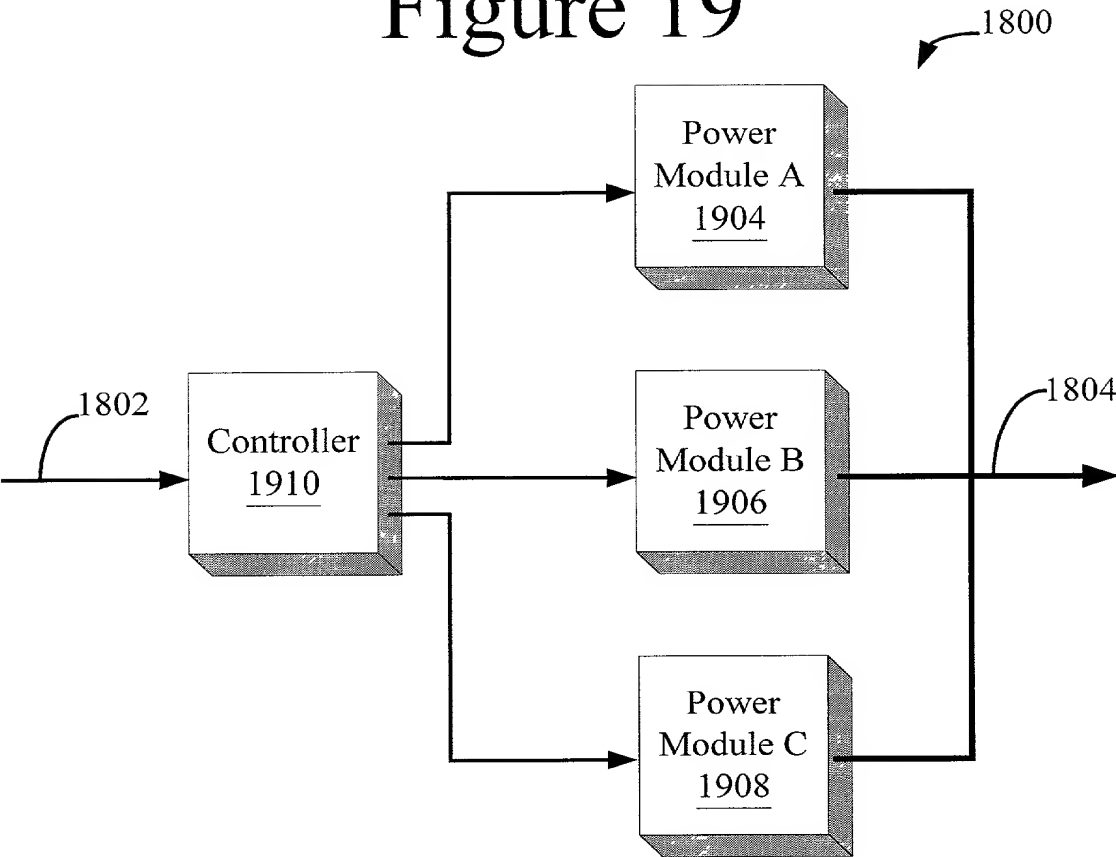 Figure 19
1800
Power
Module A
1904
1802
Controller
1910
Power
Module B
1906
1804
Power
Module C
1908